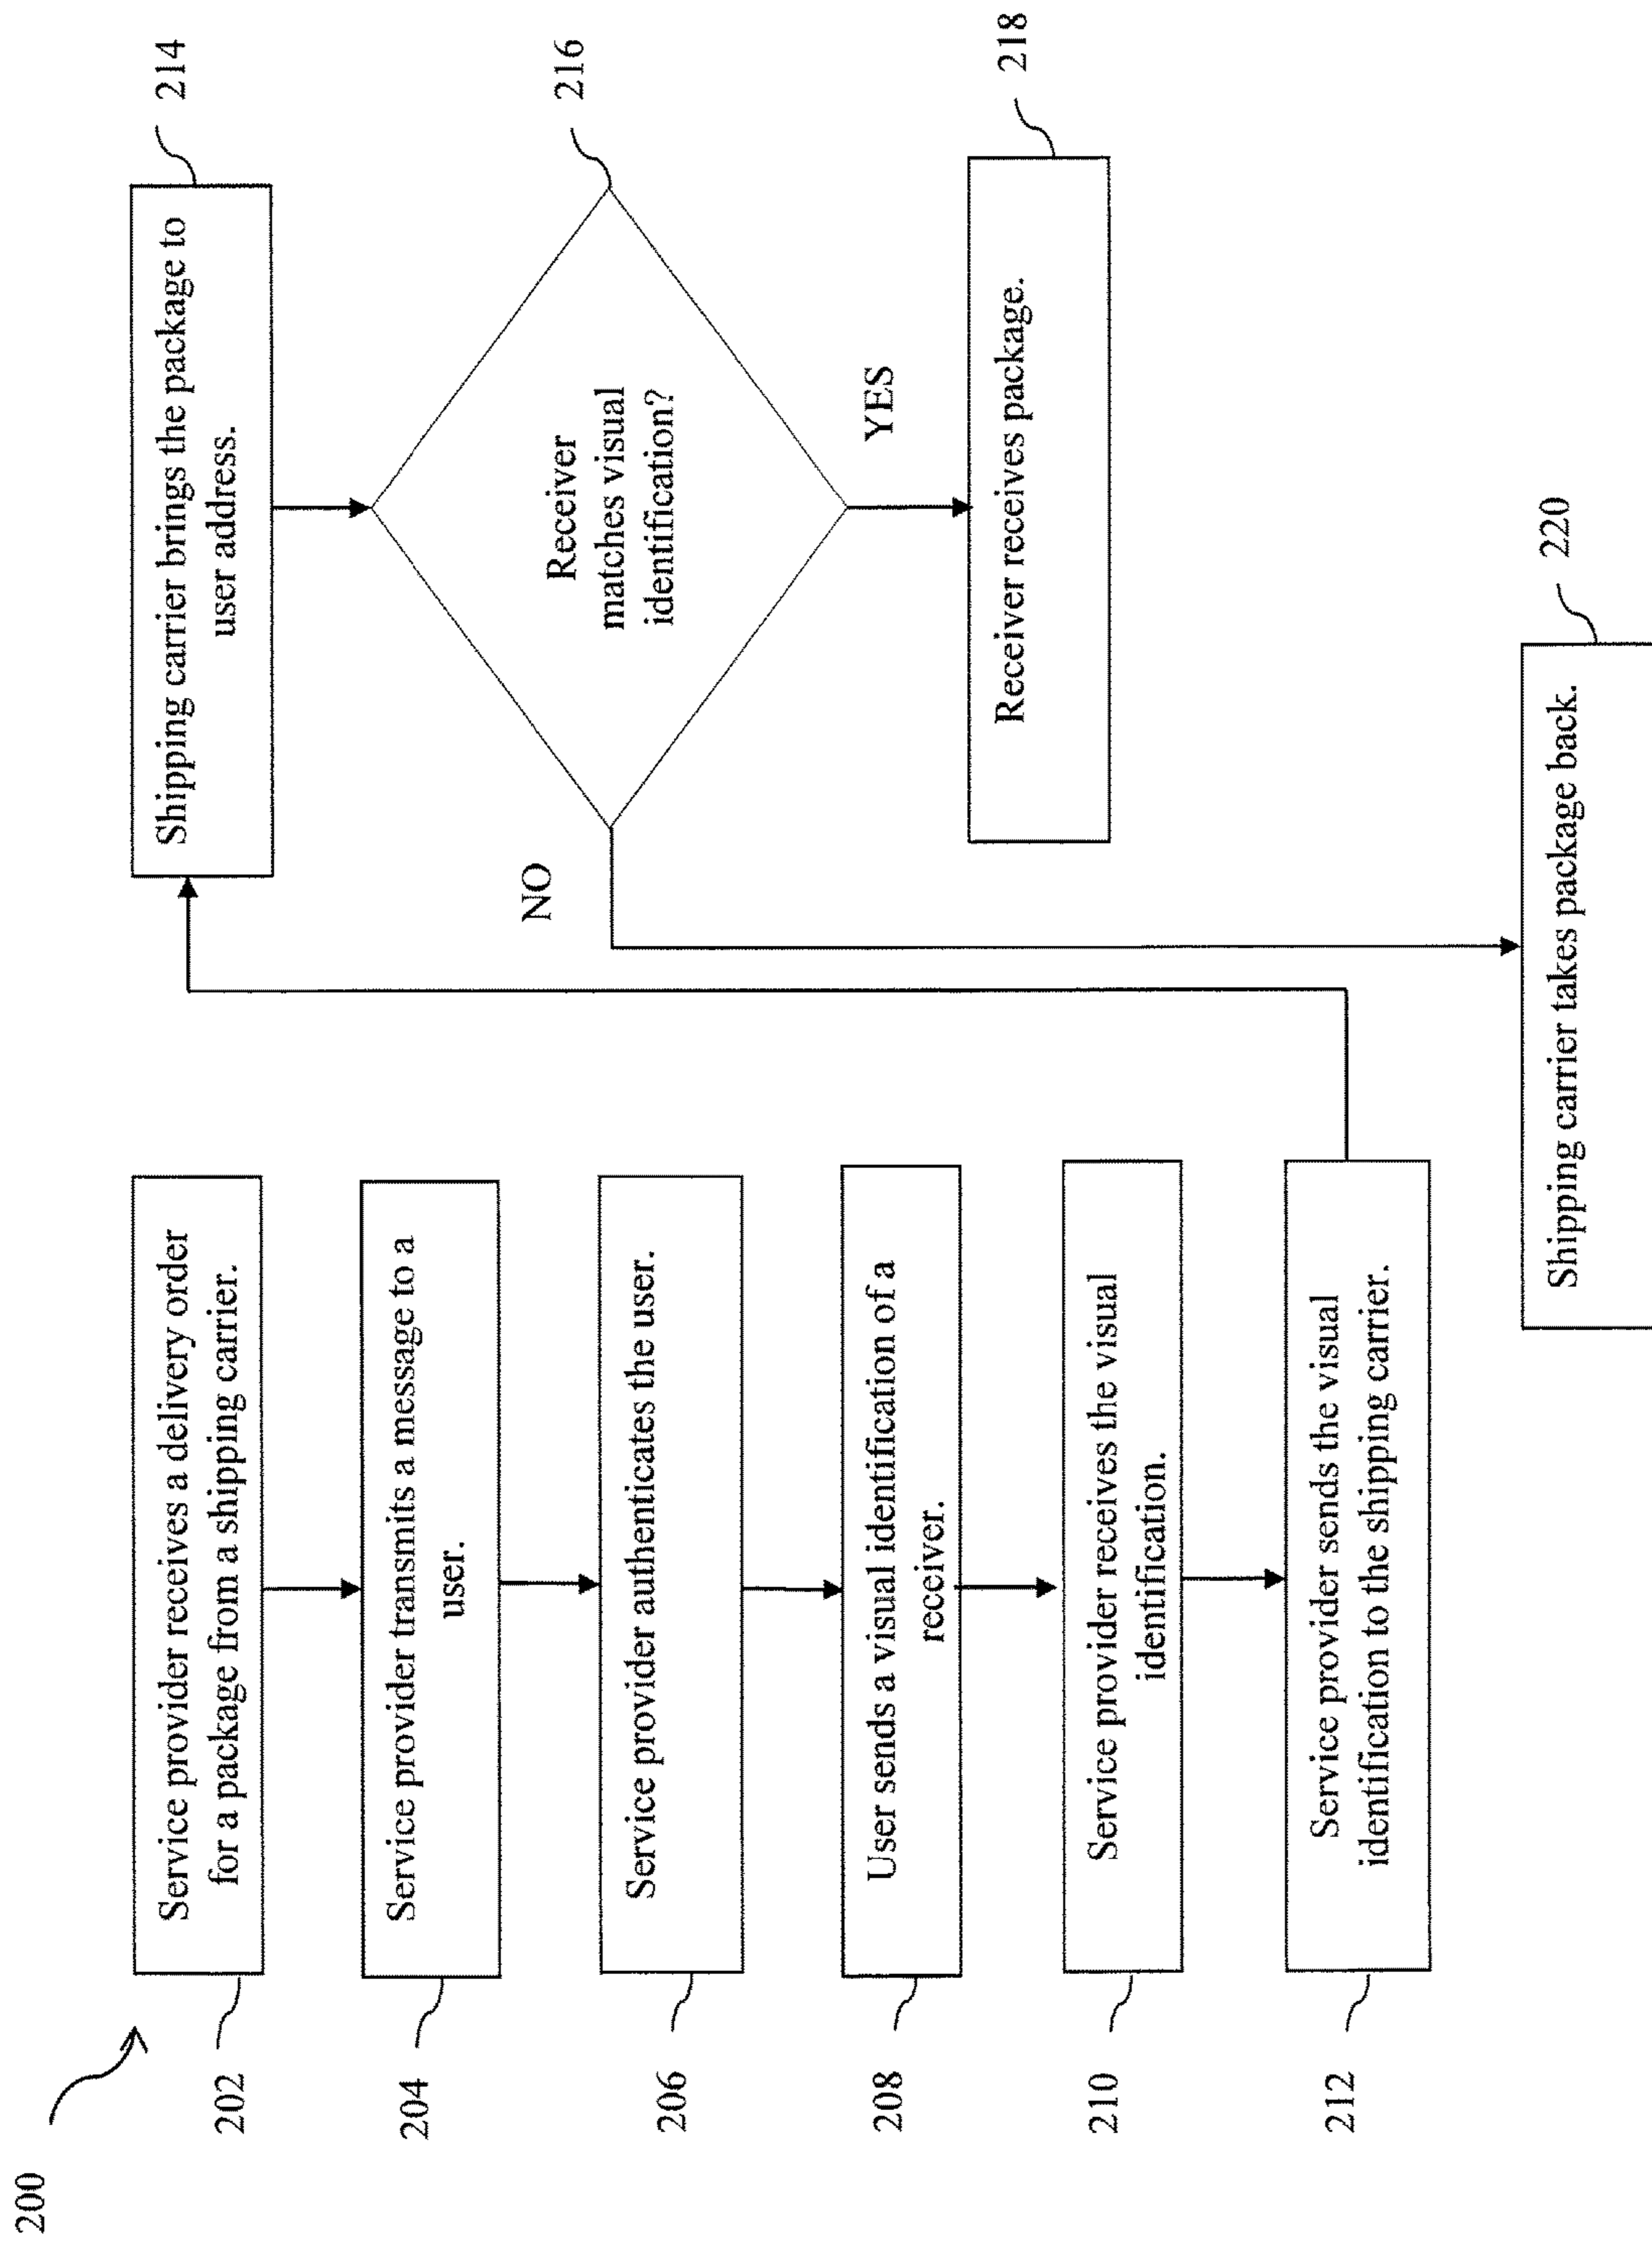 200
202
Service provider receives a delivery order
for a package from a shipping carrier.
204
Service provider transmits a message to a
user.
206
Service provider authenticates the user.
208
User sends a visual identification of a
receiver.
210
Service provider receives the visual
identification.
212
Service provider sends the visual
identification to the shipping carrier.
214
Shipping carrier brings the package to
user address.
216
Receiver
matches visual
identification?
NO
YES
218
Receiver receives package.
220
Shipping carrier takes package back.